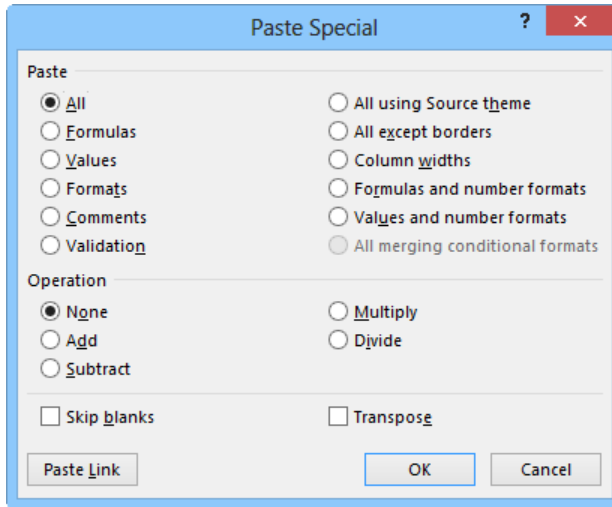 Paste Special
?
×
Paste
All
All using Source theme
Formulas
All except borders
Values
Column widths
Formats
Formulas and number formats
Comments
Values and number formats
Validation
All merging conditional formats
Operation
None
Multiply
Add
Divide
Subtract
Skip blanks
Transpose
Paste Link
OK
Cancel